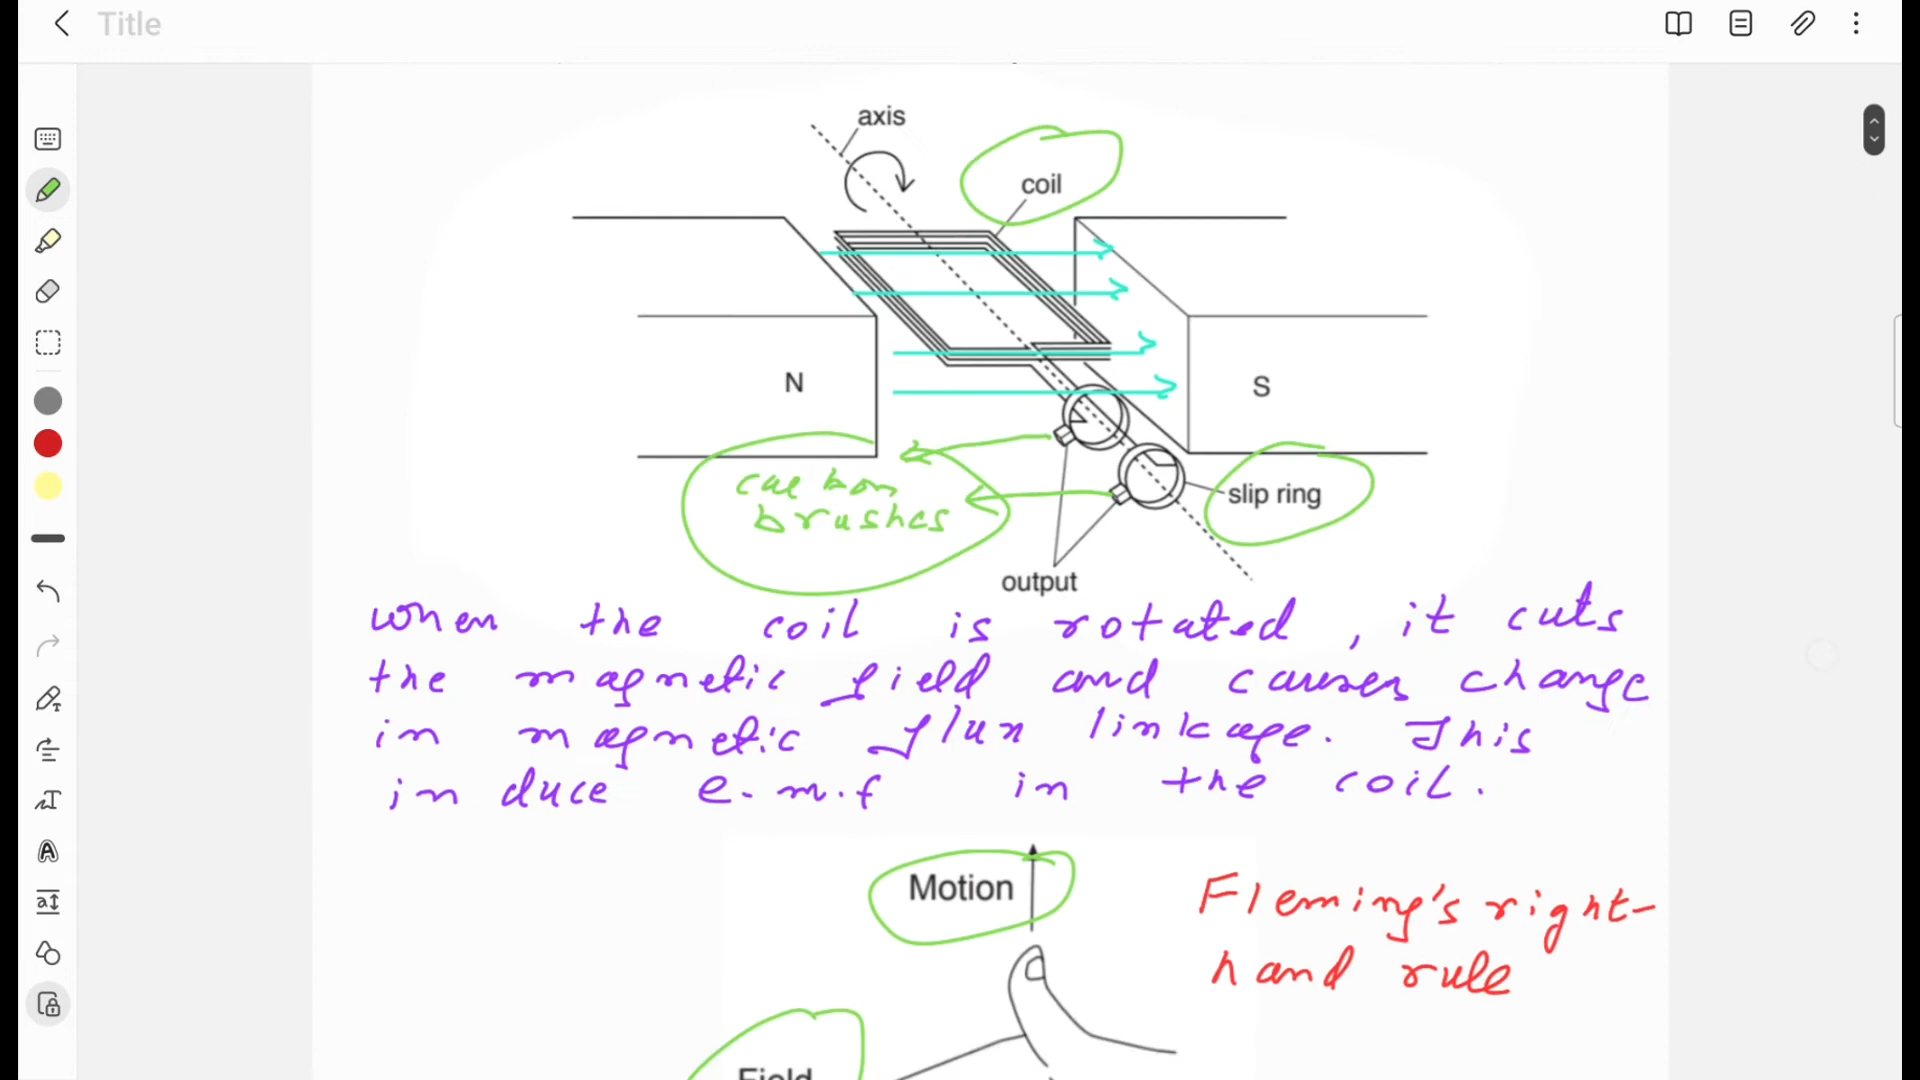 Title
axis
coil
N
S
carbon
brushes
slip ring
output
when the coil is rotated, it cuts
the magnetic field and causes change
in magnetic flux linkage. This
induce e.m.f in the coil.
Motion
Fleming's right-
hand rule
Field